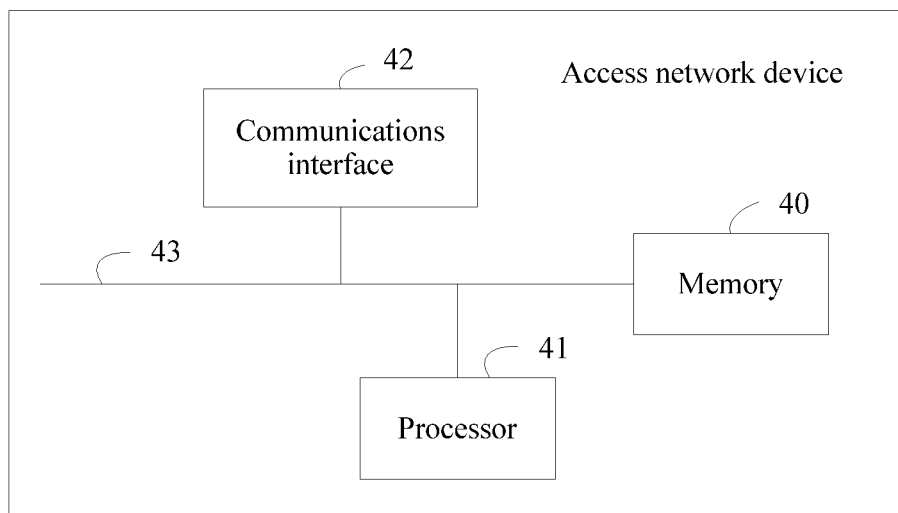 42
Access network device
Communications
interface
40
43
Memory
41
Processor